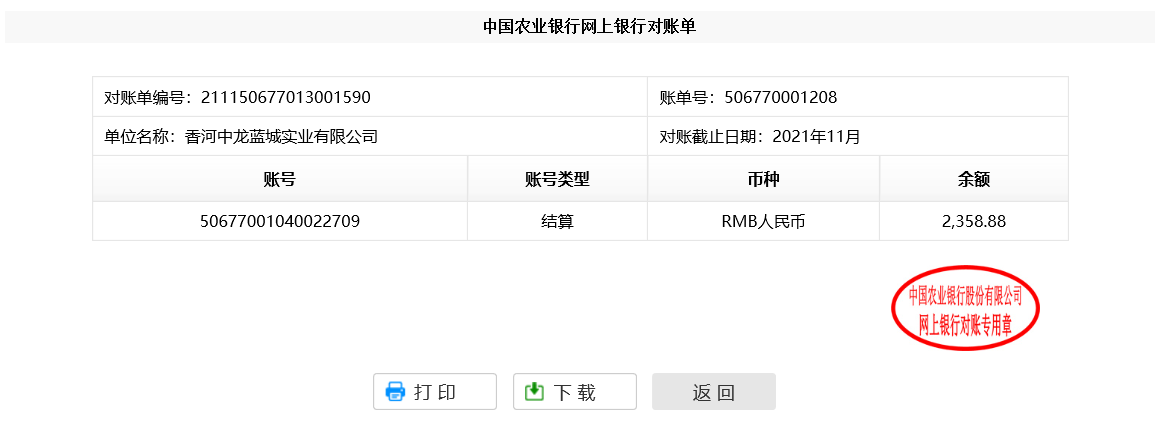 中国农业银行网上银行对账单
对账单编号：211150677013001590 账单号：506770001208
单位名称：香河中龙蓝城实业有限公司 对账截止日期：2021年11月
账号 账号类型 币种 余额
50677001040022709 结算 RMB人民币 2,358.88
中国农业银行股份有限公司
网上银行对账专用章
打 印 下 载 返 回